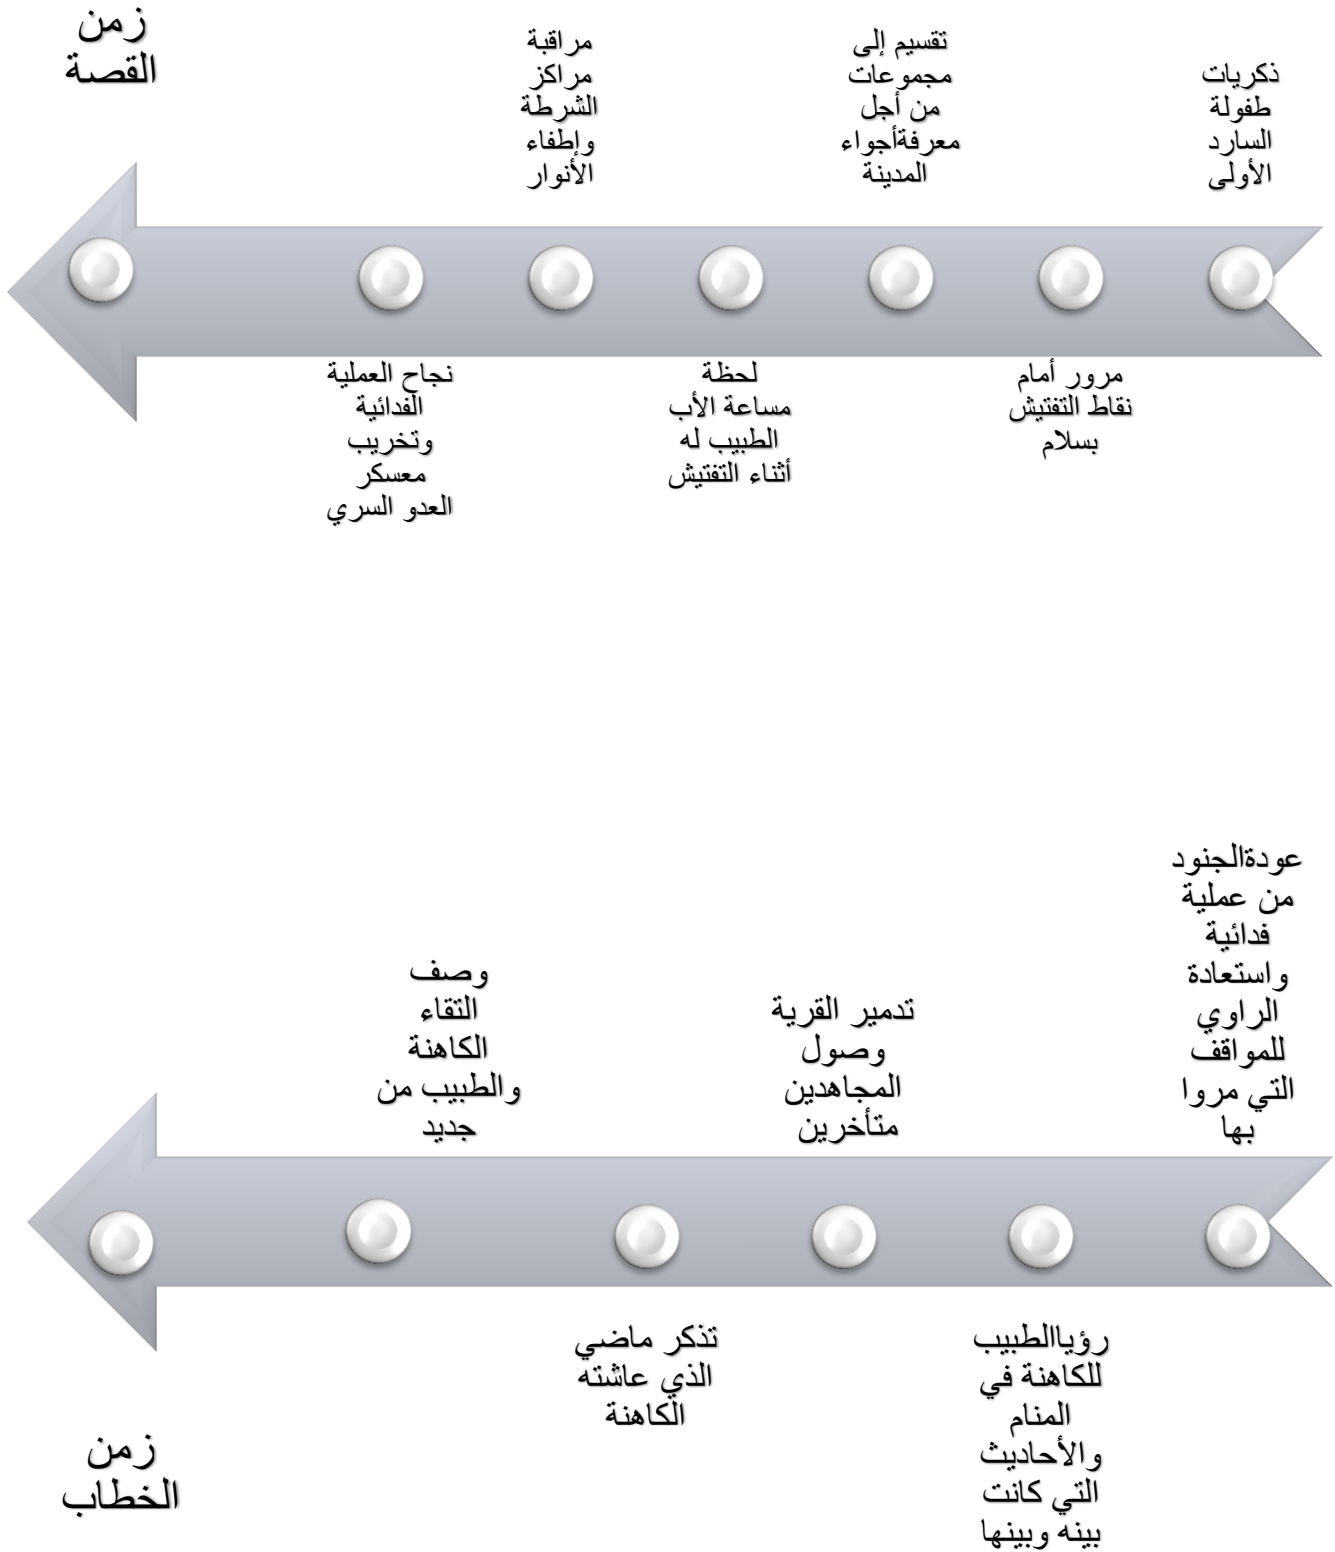 ذكريات
طفولة
السارد
الأولى
مرور أمام
نقاط التفتيش
بسلام
تقسيم إلى
مجموعات
من أجل
معرفةأجواء
المدينة
لحظة
مساعة الأب
الطبيب له
أثناء التفتيش
مراقبة
مراكز
الشرطة
وإطفاء
الأنوار
نجاح العملية
الفدائية
وتخريب
معسكر
العدو السري
زمن
القصة
عودةالجنود
من عملية
فدائية
واستعادة
الراوي
للمواقف
التي مروا
بها
رؤياالطبيب
للكاهنة في
المنام
والأحاديث
التي كانت
بينه وبينها
تدمير القرية
وصول
المجاهدين
متأخرين
تذكر ماضي
الذي عاشته
الكاهنة
وصف
التقاء
الكاهنة
والطبيب من
جديد
زمن
الخطاب